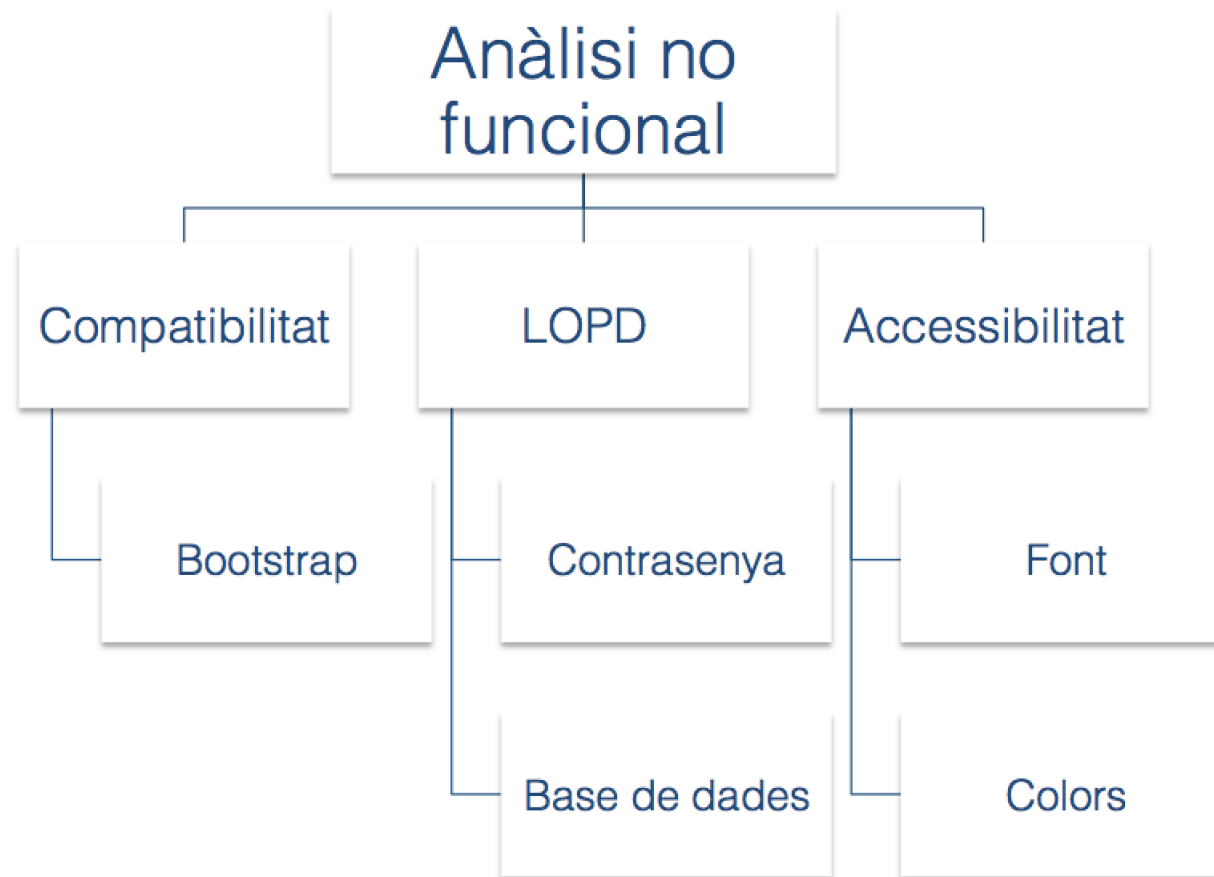 Anàlisi no
funcional
Compatibilitat
LOPD
Accessibilitat
Bootstrap
Contrasenya
Font
Base de dades
Colors